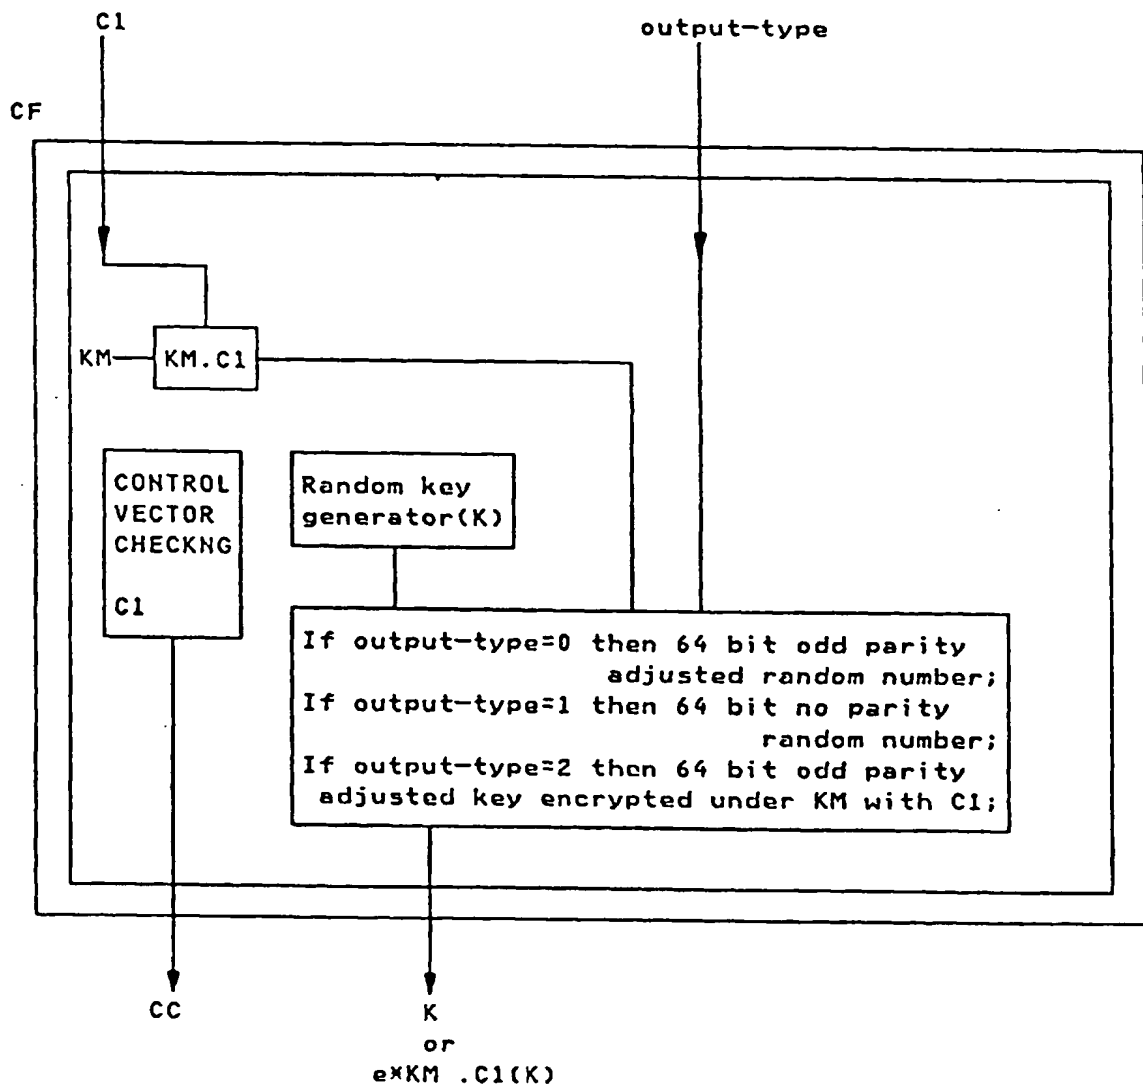 C1
output-type
CF
KM
KM.C1
CONTROL
VECTOR
CHECKNG
C1
Random key
generator(K)
If output-type=0 then 64 bit odd parity
adjusted random number;
If output-type=1 then 64 bit no parity
random number;
If output-type=2 then 64 bit odd parity
adjusted key encrypted under KM with C1;
CC
K
or
e*KM .C1(K)